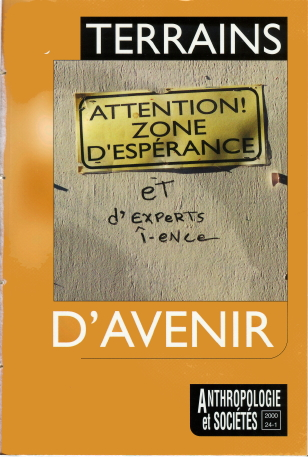 TERRAINS
ATTENTION!
ZONE
D'ESPÉRANCE
eT
d'EXPeRTS
Î-eNce
D'AVENIR
ANTHROPOLOGIE
et SOCIÉTÉS
2000
24-1